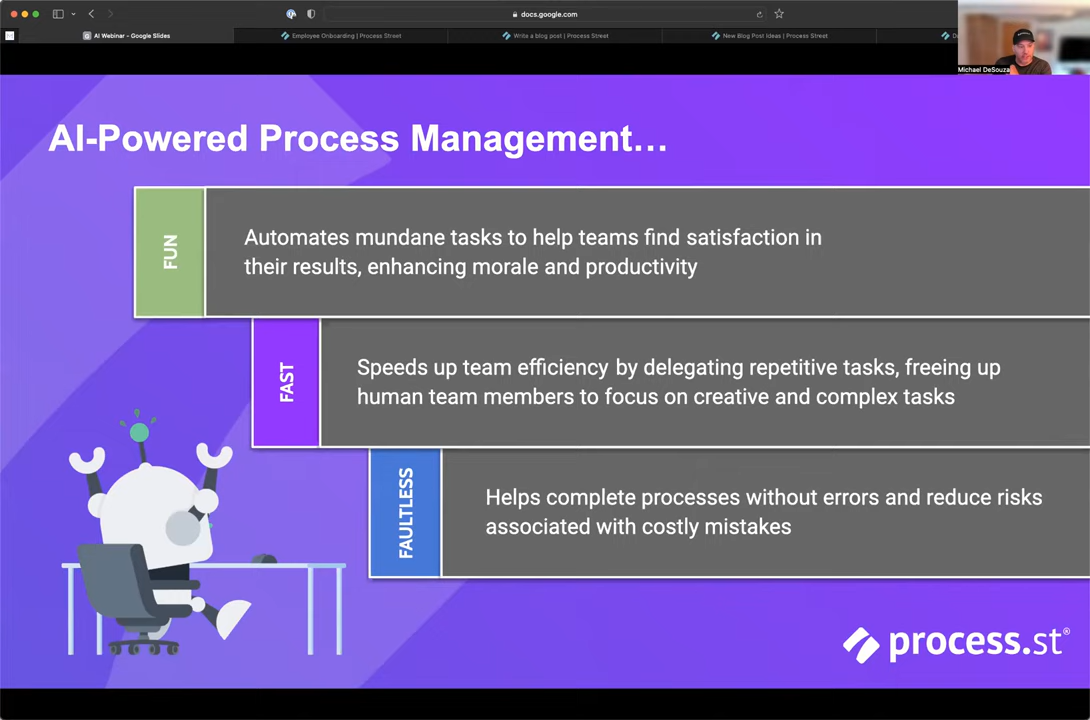 docs.google.com
AI Webinar - Google Slides
Employee Onboarding | Process Street
Write a blog post | Process Street
New Blog Post Ideas | Process Street
Michael DeSouza
AI-Powered Process Management...
FUN
Automates mundane tasks to help teams find satisfaction in
their results, enhancing morale and productivity
FAST
Speeds up team efficiency by delegating repetitive tasks, freeing up
human team members to focus on creative and complex tasks
FAULTLESS
Helps complete processes without errors and reduce risks
associated with costly mistakes
process.st®